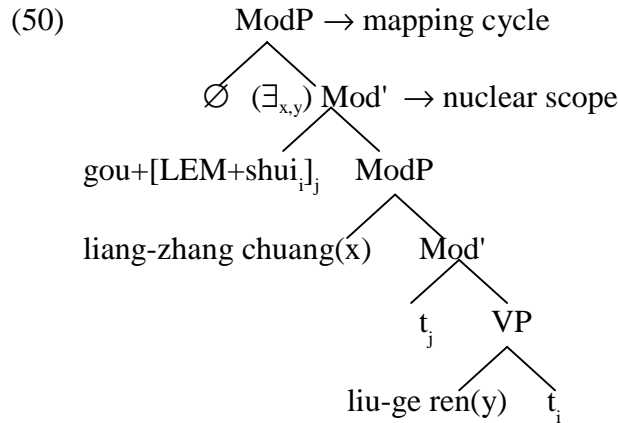 (50) ModP → mapping cycle
∅ (∃x,y) Mod' → nuclear scope
gou+[LEM+shuii]j ModP
liang-zhang chuang(x) Mod'
tj VP
liu-ge ren(y) ti